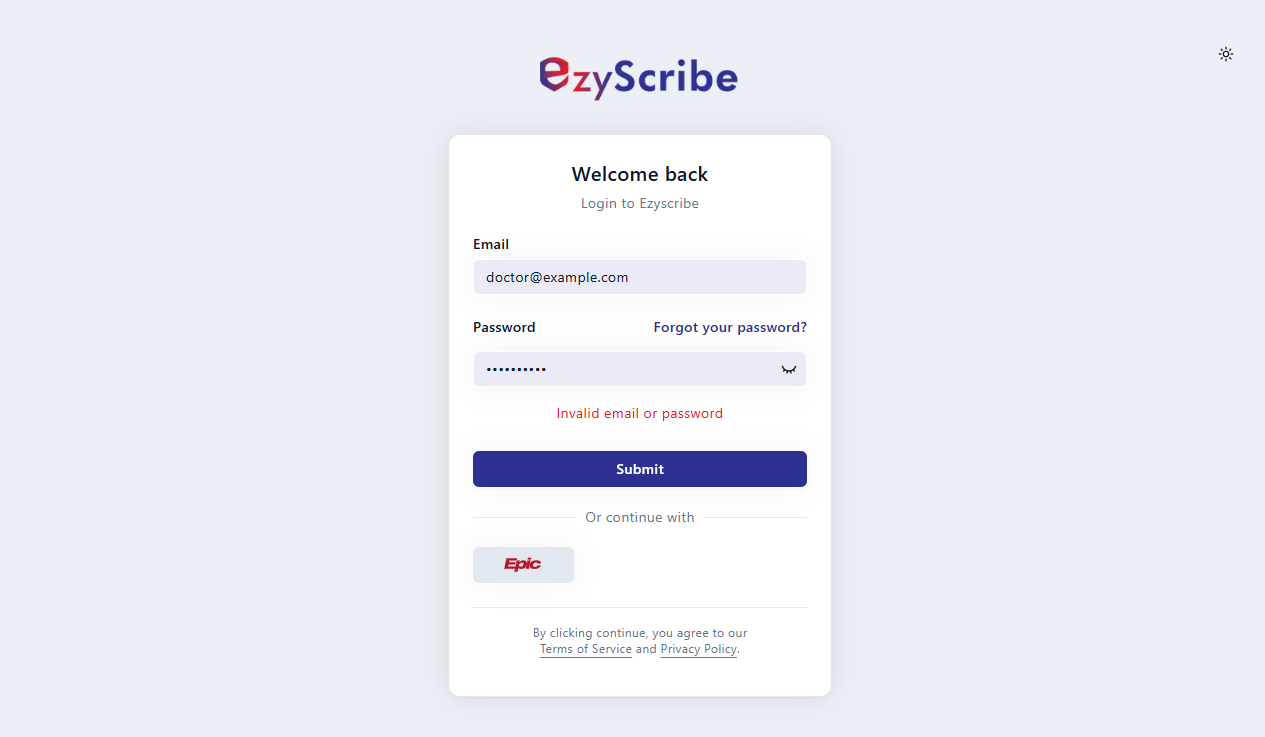 ezyScribe
Welcome back
Login to Ezyscribe
Email
doctor@example.com
Password Forgot your password?
••••••••••
Invalid email or password
Submit
Or continue with
Epic
By clicking continue, you agree to our
Terms of Service and Privacy Policy.